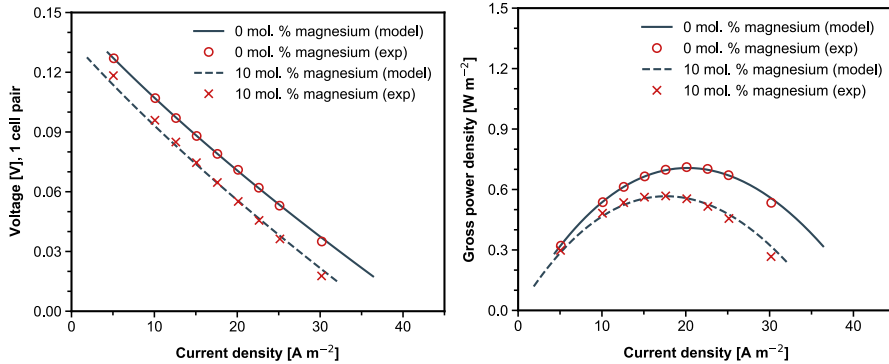 0 mol. % magnesium (model)
0 mol. % magnesium (exp)
10 mol. % magnesium (model)
10 mol. % magnesium (exp)
0.15
0.12
0.09
0.06
0.03
0.00
Voltage [V]. 1 cell pair
0
10
20
30
40
Current density [A m⁻²]
0 mol. % magnesium (model)
0 mol. % magnesium (exp)
10 mol. % magnesium (model)
10 mol. % magnesium (exp)
1.5
1.2
0.9
0.6
0.3
0.0
Gross power density [W m⁻²]
0
10
20
30
40
Current density [A m⁻²]